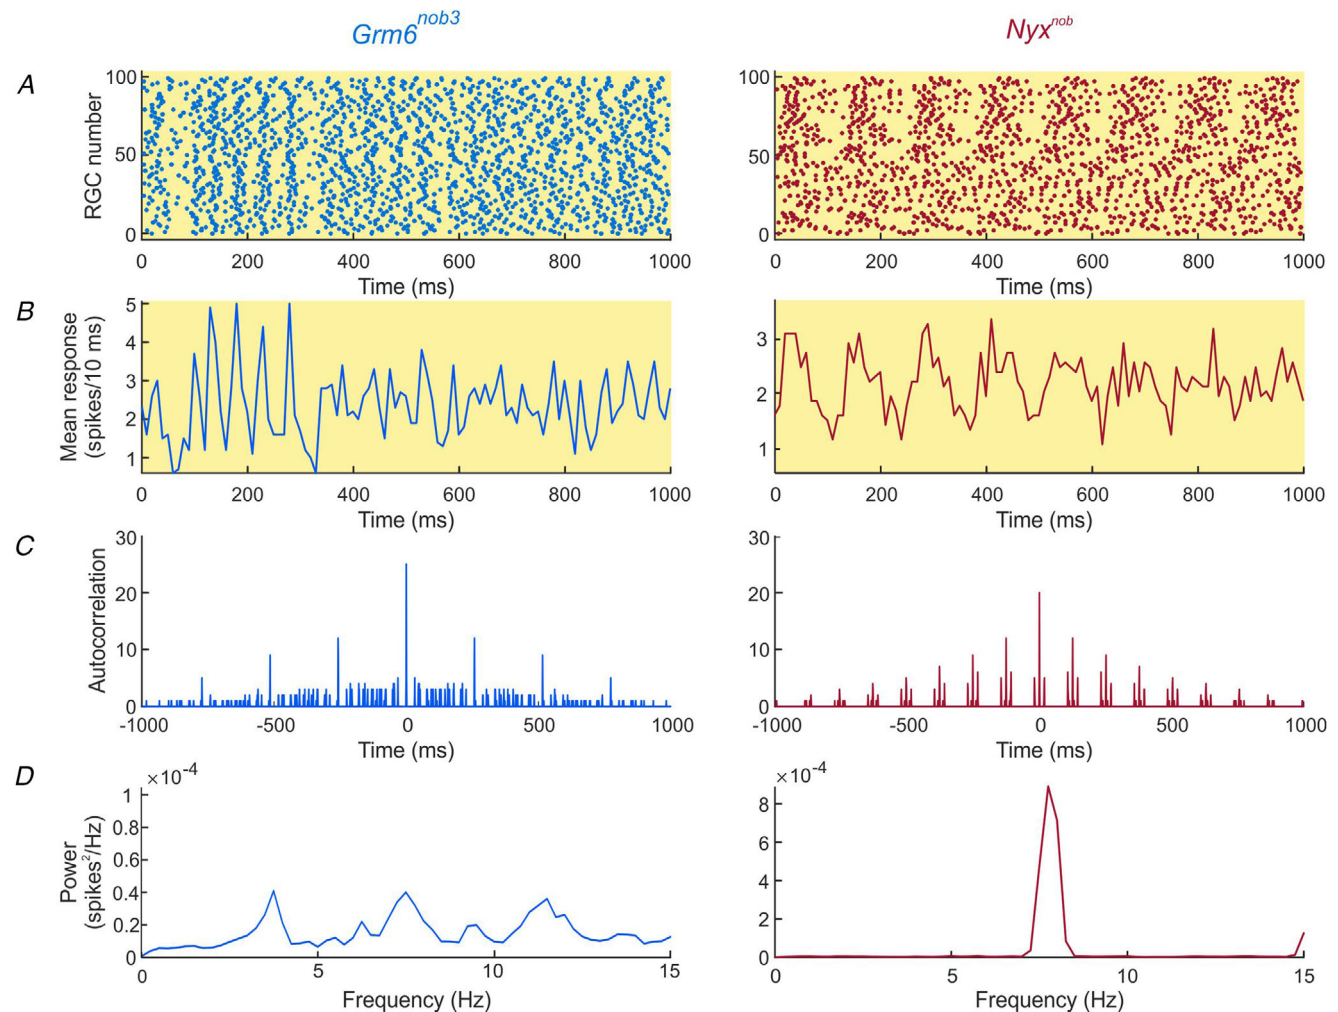 Grm6^nob3 Nyx^nob
A
RGC number
100
50
0
0 200 400 600 800 1000
Time (ms)
100
50
0
0 200 400 600 800 1000
Time (ms)
B
Mean response
(spikes/10 ms)
5
4
3
2
1
0 200 400 600 800 1000
Time (ms)
3
2
1
0 200 400 600 800 1000
Time (ms)
C
Autocorrelation
30
20
10
0
-1000 -500 0 500 1000
Time (ms)
30
20
10
0
-1000 -500 0 500 1000
Time (ms)
D
Power
(spikes²/Hz)
×10⁻⁴
1
0.8
0.6
0.4
0.2
0
0 5 10 15
Frequency (Hz)
×10⁻⁴
8
6
4
2
0
0 5 10 15
Frequency (Hz)